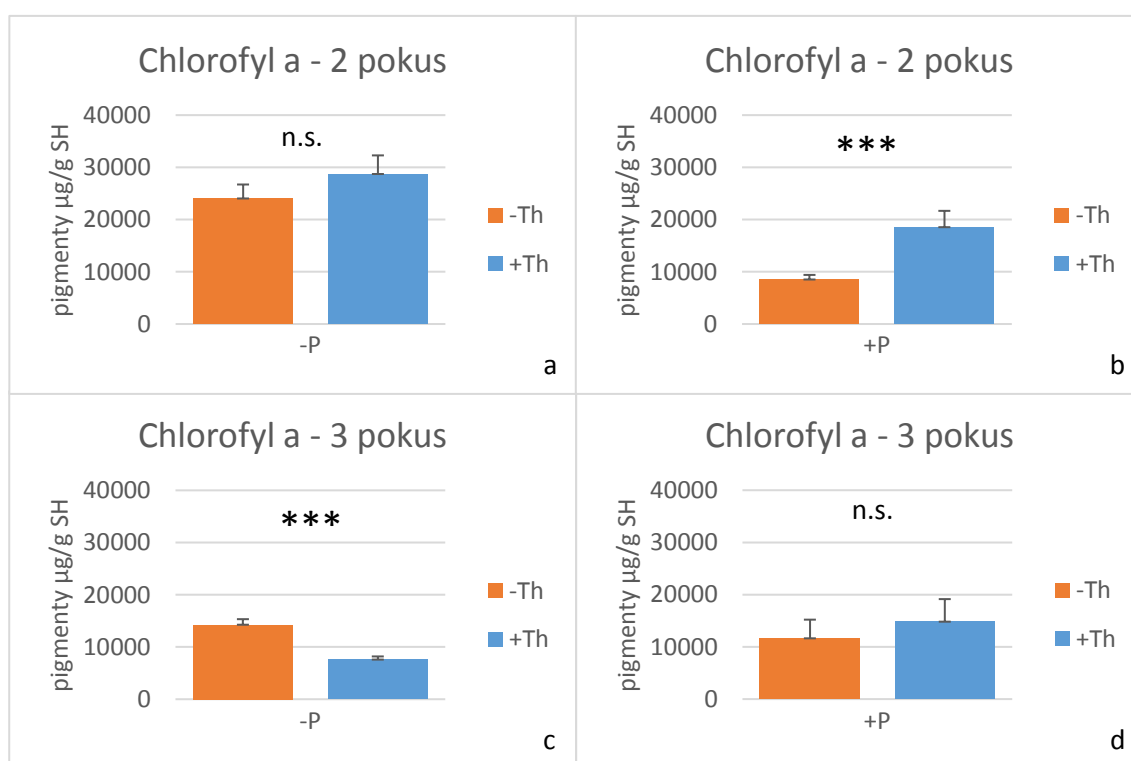 Chlorofyl a - 2 pokus
pigmenty µg/g SH
40000
30000
20000
10000
0
n.s.
-P
-Th
+Th
a
Chlorofyl a - 2 pokus
pigmenty µg/g SH
40000
30000
20000
10000
0
***
+P
-Th
+Th
b
Chlorofyl a - 3 pokus
pigmenty µg/g SH
40000
30000
20000
10000
0
***
-P
-Th
+Th
c
Chlorofyl a - 3 pokus
pigmenty µg/g SH
40000
30000
20000
10000
0
n.s.
+P
-Th
+Th
d